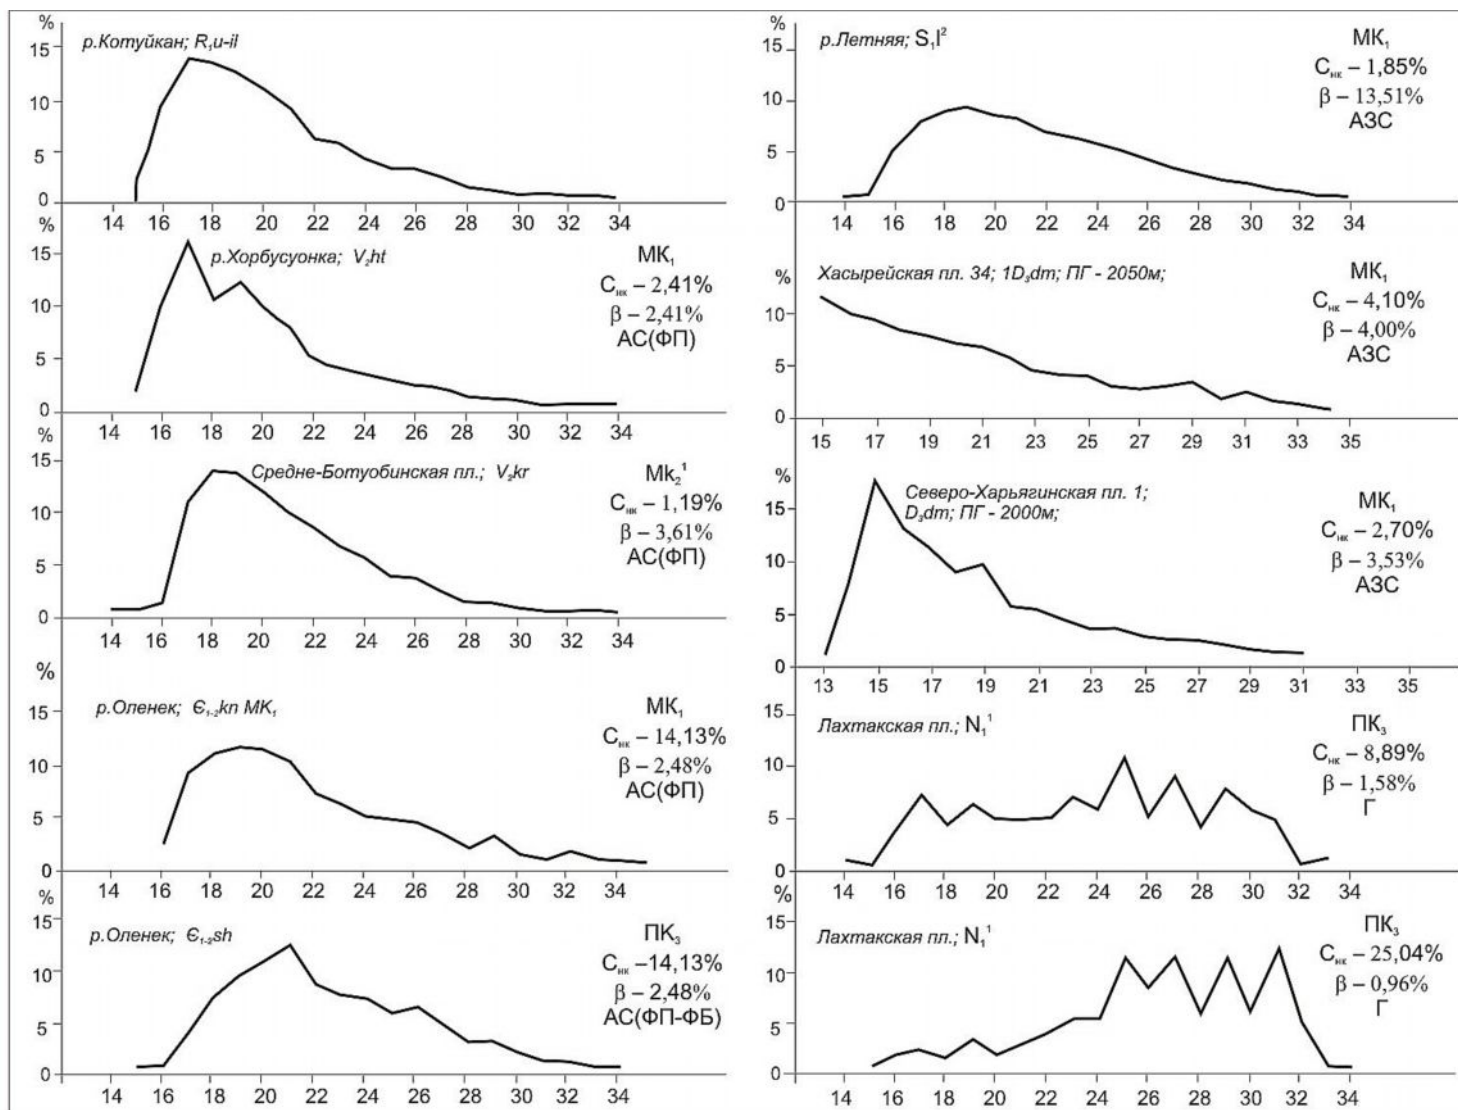 %
р.Котуйкан; R₁u-il
15
10
5
0
14 16 18 20 22 24 26 28 30 32 34
%
р.Хорбусуонка; V₂ht
МК₁
Cнк – 2,41%
β – 2,41%
АС(ФП)
15
10
5
0
14 16 18 20 22 24 26 28 30 32 34
%
Средне-Ботуобинская пл.; V₂kr
Mk₂¹
Cнк – 1,19%
β – 3,61%
АС(ФП)
15
10
5
0
14 16 18 20 22 24 26 28 30 32 34
%
р.Оленек; Є₁₋₂kn МК₁
МК₁
Cнк – 14,13%
β – 2,48%
АС(ФП)
15
10
5
0
14 16 18 20 22 24 26 28 30 32 34
%
р.Оленек; Є₁₋₂sh
ПК₃
Cнк –14,13%
β – 2,48%
АС(ФП-ФБ)
15
10
5
0
14 16 18 20 22 24 26 28 30 32 34
%
р.Летняя; S₁l²
МК₁
Cнк – 1,85%
β – 13,51%
АЗС
15
10
5
0
14 16 18 20 22 24 26 28 30 32 34
%
Хасырейская пл. 34; 1D₃dm; ПГ - 2050м;
МК₁
Cнк – 4,10%
β – 4,00%
АЗС
10
5
0
15 17 19 21 23 25 27 29 31 33 35
%
Северо-Харьягинская пл. 1;
D₃dm; ПГ - 2000м;
МК₁
Cнк – 2,70%
β – 3,53%
АЗС
15
10
5
0
13 15 17 19 21 23 25 27 29 31 33 35
%
Лахтакская пл.; N₁¹
ПК₃
Cнк – 8,89%
β – 1,58%
Г
15
10
5
0
14 16 18 20 22 24 26 28 30 32 34
%
Лахтакская пл.; N₁¹
ПК₃
Cнк – 25,04%
β – 0,96%
Г
15
10
5
0
14 16 18 20 22 24 26 28 30 32 34